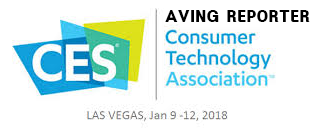 AVING REPORTER
CES®
Consumer
Technology
Association™
LAS VEGAS, Jan 9 -12, 2018